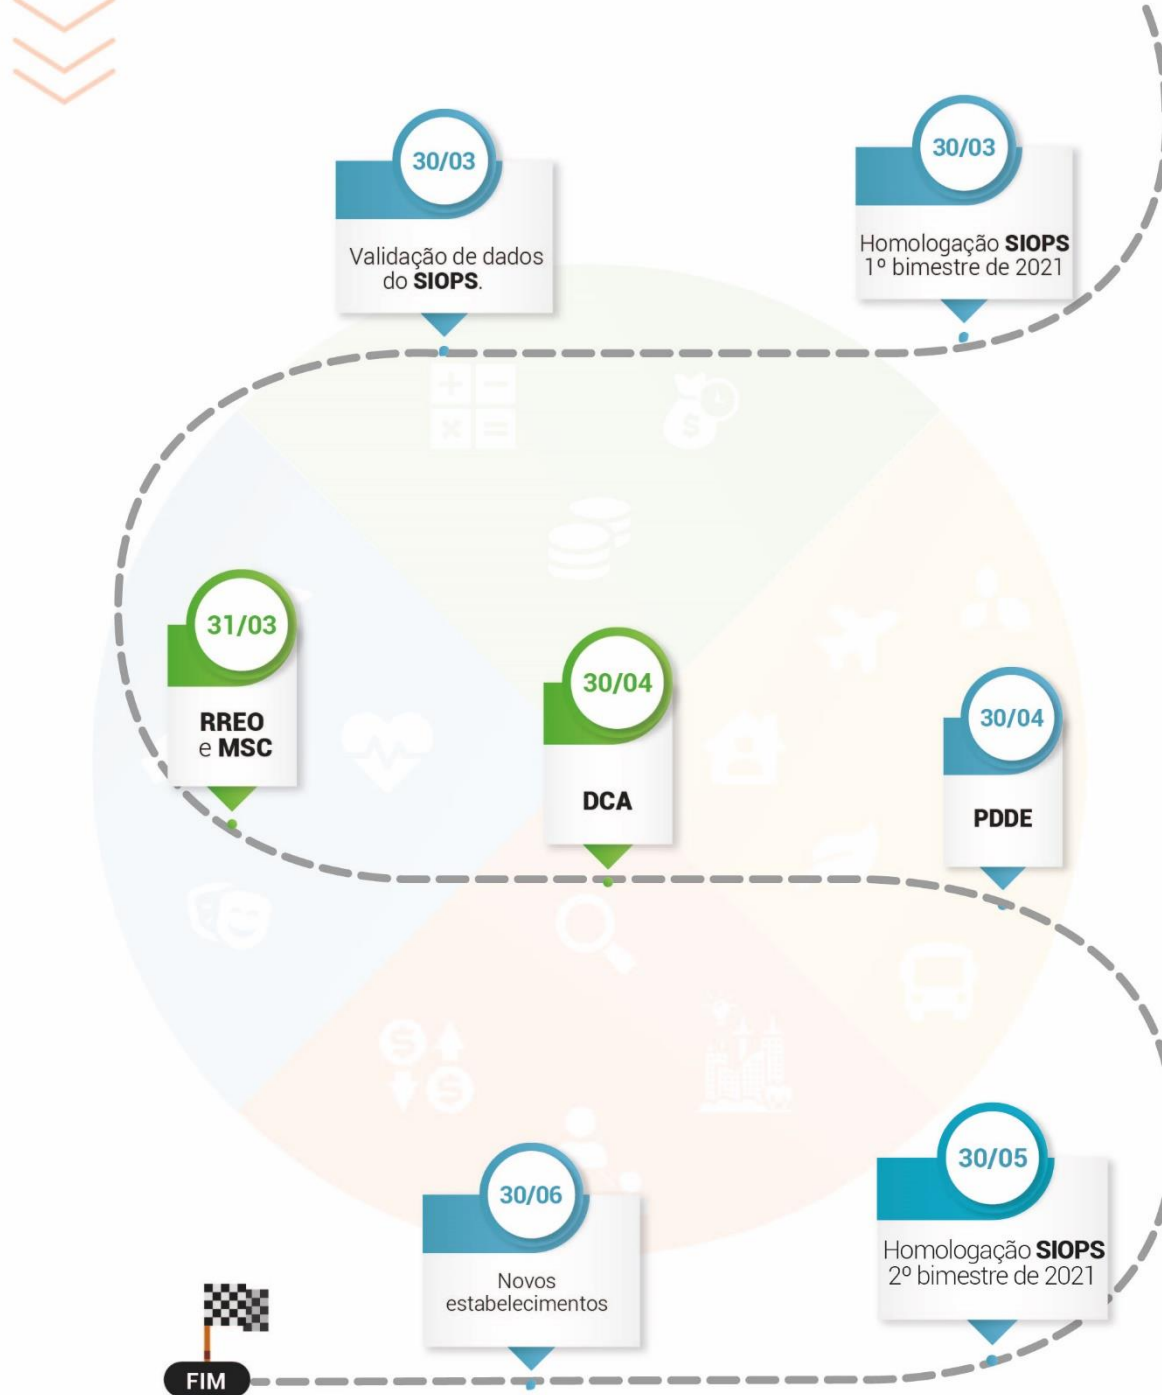 30/03
Validação de dados
do SIOPS.
30/03
Homologação SIOPS
1º bimestre de 2021
31/03
RREO
e MSC
30/04
DCA
30/04
PDDE
30/06
Novos
estabelecimentos
30/05
Homologação SIOPS
2º bimestre de 2021
FIM